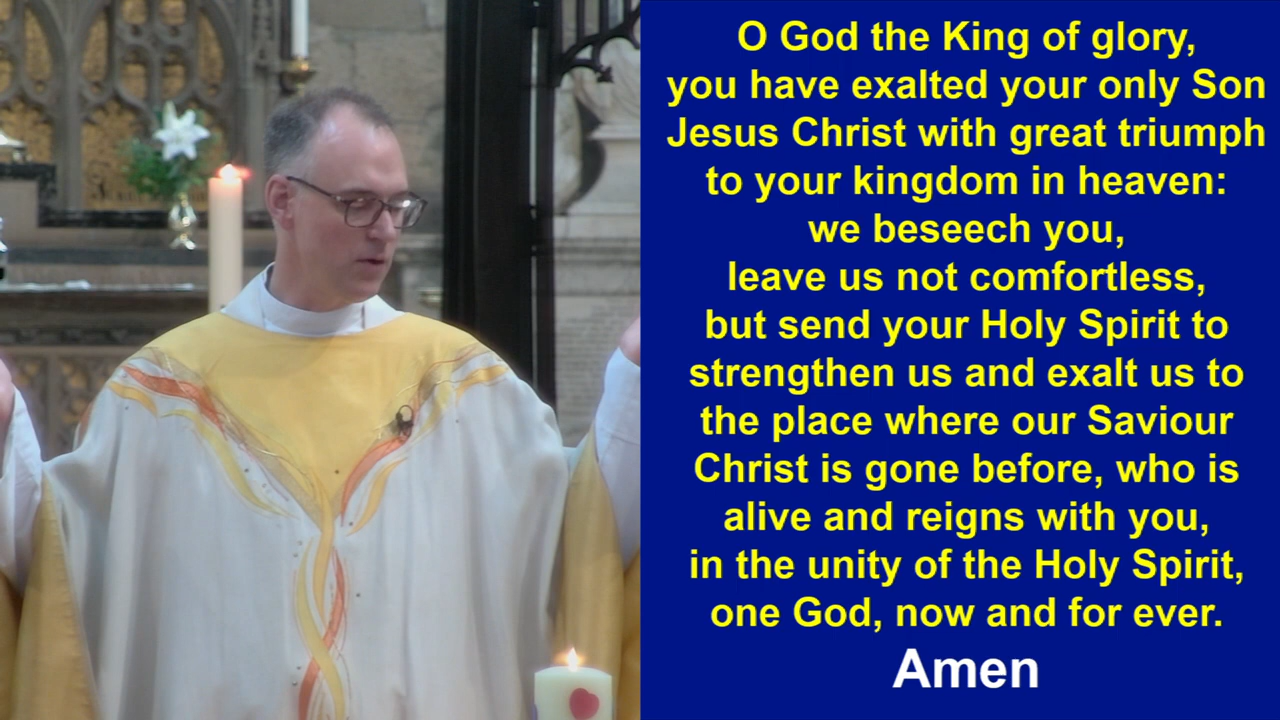 O God the King of glory,
you have exalted your only Son
Jesus Christ with great triumph
to your kingdom in heaven:
we beseech you,
leave us not comfortless,
but send your Holy Spirit to
strengthen us and exalt us to
the place where our Saviour
Christ is gone before, who is
alive and reigns with you,
in the unity of the Holy Spirit,
one God, now and for ever.
Amen